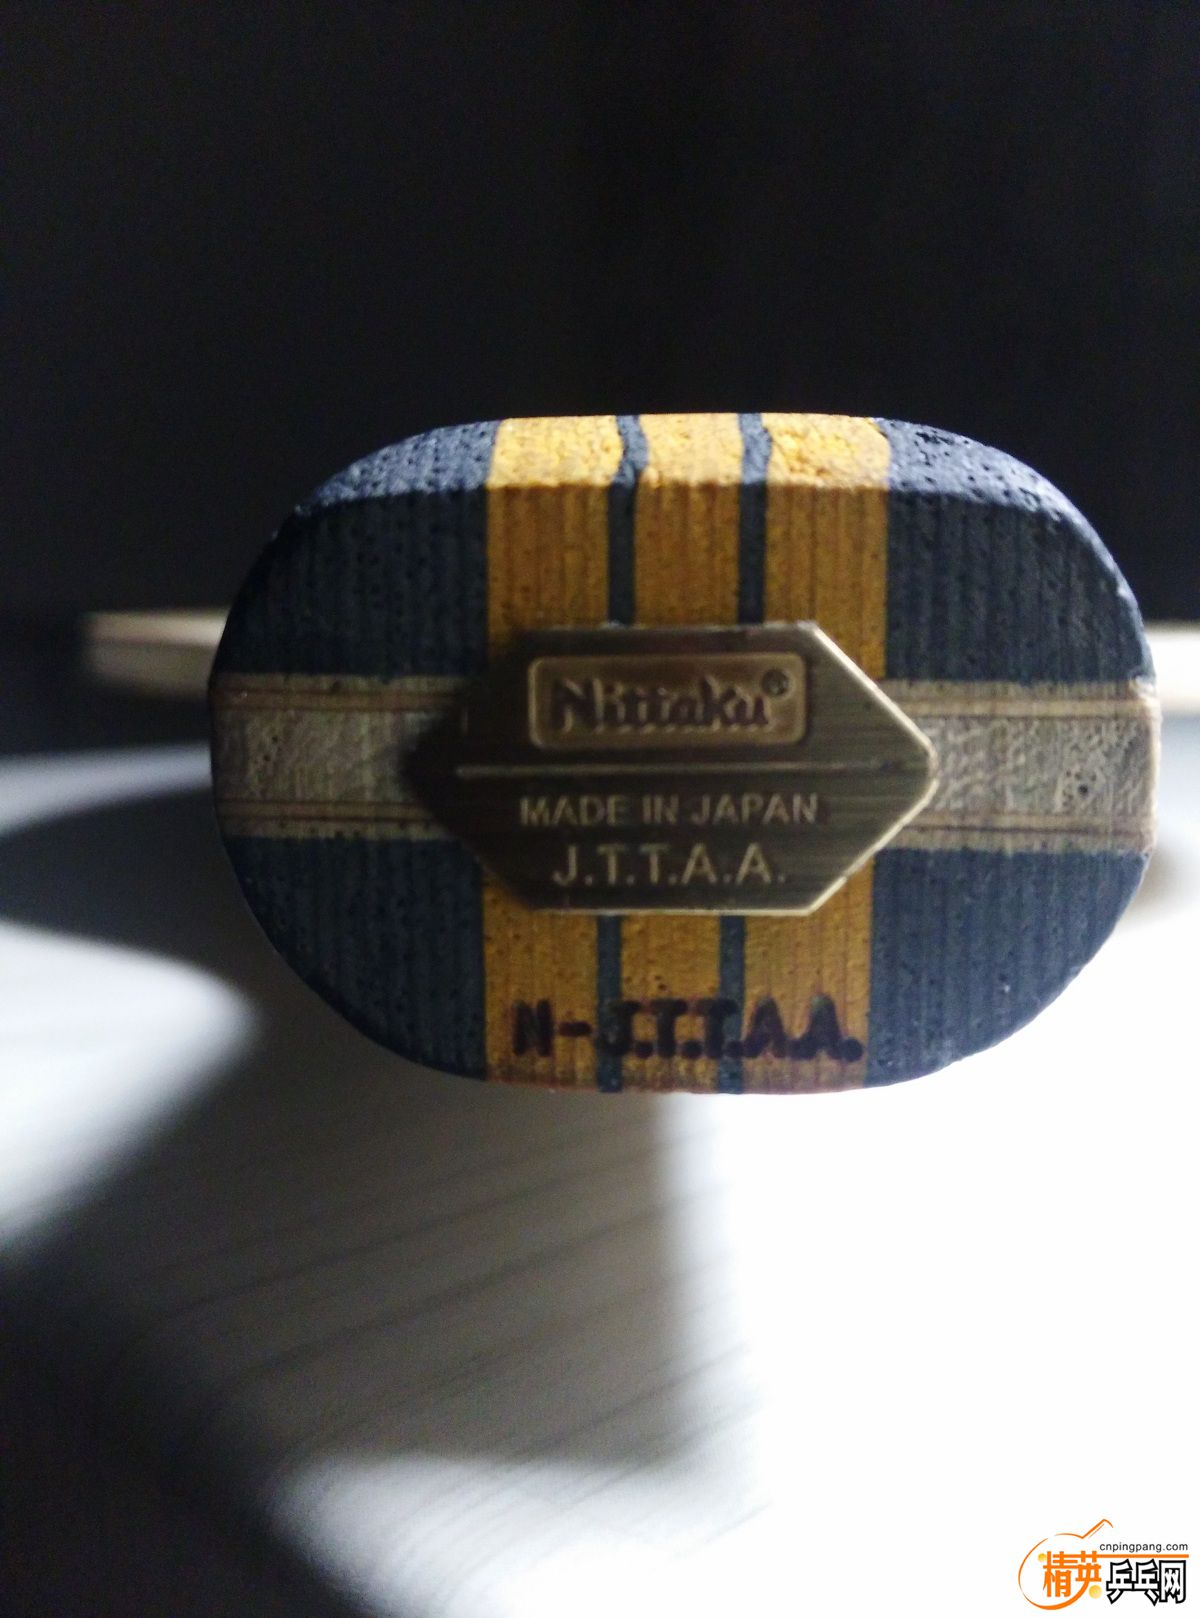 Nittaku®
MADE IN JAPAN
J.T.T.A.A.
N-J.T.T.A.A.
cnpingpang.com
精英乒乓网